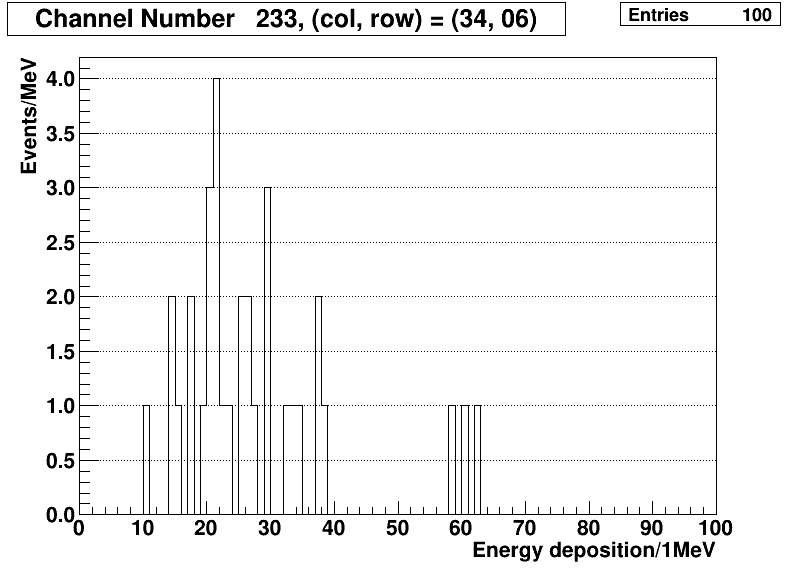 Channel Number 233, (col, row) = (34, 06)
Entries 100
Events/MeV
4.0
3.5
3.0
2.5
2.0
1.5
1.0
0.5
0.0
0 10 20 30 40 50 60 70 80 90 100
Energy deposition/1MeV